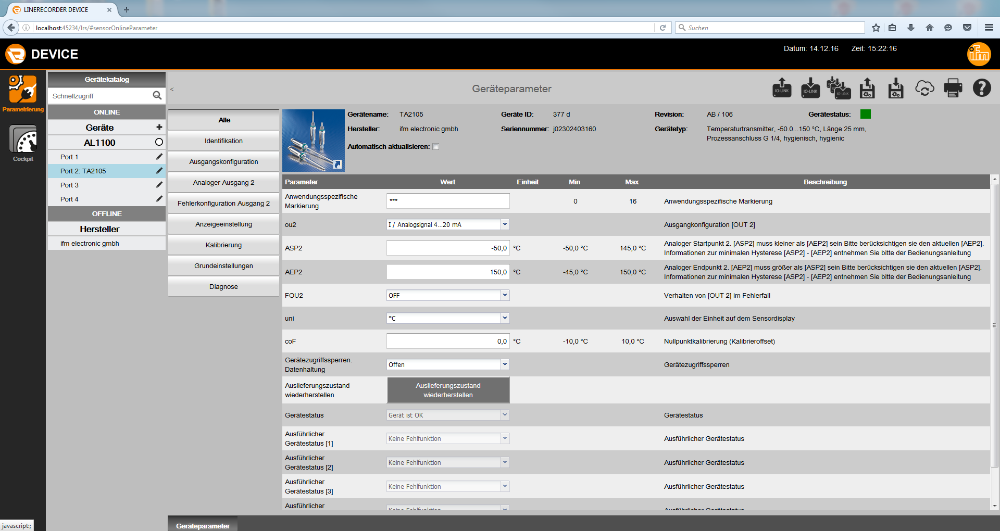 LINERECORDER DEVICE
localhost:45234/lrs/#sensorOnlineParameter
Suchen
DEVICE
Datum: 14.12.16 Zeit: 15:22:16
ifm
Parametrierung
Cockpit
Gerätekatalog
Schnellzugriff
ONLINE
Geräte
AL1100
Port 1
Port 2: TA2105
Port 3
Port 4
OFFLINE
Hersteller
ifm electronic gmbh
<
Geräteparameter
IO-LINK
IO-LINK
IO-LINK
Alle
Identifikation
Ausgangskonfiguration
Analoger Ausgang 2
Fehlerkonfiguration Ausgang 2
Anzeigeeinstellung
Kalibrierung
Grundeinstellungen
Diagnose
Gerätename: TA2105 Geräte ID: 377 d Revision: AB / 106 Gerätestatus:
Hersteller: ifm electronic gmbh Seriennummer: j02302403160 Gerätetyp: Temperaturtransmitter, -50.0...150 °C, Länge 25 mm,
Prozessanschluss G 1/4, hygienisch, hygienic
Automatisch aktualisieren:
Parameter Wert Einheit Min Max Beschreibung
Anwendungsspezifische
Markierung *** 0 16 Anwendungsspezifische Markierung
ou2 I / Analogsignal 4...20 mA Ausgangkonfiguration [OUT 2]
ASP2 -50,0 °C -50,0 °C 145,0 °C Analoger Startpunkt 2. [ASP2] muss kleiner als [AEP2] sein Bitte berücksichtigen sie den aktuellen [AEP2].
Informationen zur minimalen Hysterese [ASP2] - [AEP2] entnehmen Sie bitte der Bedienungsanleitung
AEP2 150,0 °C -45,0 °C 150,0 °C Analoger Endpunkt 2. [AEP2] muss größer als [ASP2] sein Bitte berücksichtigen sie den aktuellen [ASP2].
Informationen zur minimalen Hysterese [ASP2] - [AEP2] entnehmen Sie bitte der Bedienungsanleitung
FOU2 OFF Verhalten von [OUT 2] im Fehlerfall
uni °C Auswahl der Einheit auf dem Sensordisplay
coF 0,0 °C -10,0 °C 10,0 °C Nullpunktkalibrierung (Kalibrieroffset)
Gerätezugriffssperren.
Datenhaltung Offen Gerätezugriffssperren
Auslieferungszustand
wiederherstellen
Auslieferungszustand
wiederherstellen
Gerätestatus Gerät ist OK Gerätestatus
Ausführlicher
Gerätestatus [1] Keine Fehlfunktion Ausführlicher Gerätestatus
Ausführlicher
Gerätestatus [2] Keine Fehlfunktion Ausführlicher Gerätestatus
Ausführlicher
Gerätestatus [3] Keine Fehlfunktion Ausführlicher Gerätestatus
Ausführlicher Keine Fehlfunktion Ausführlicher Gerätestatus
javascript:;
Geräteparameter